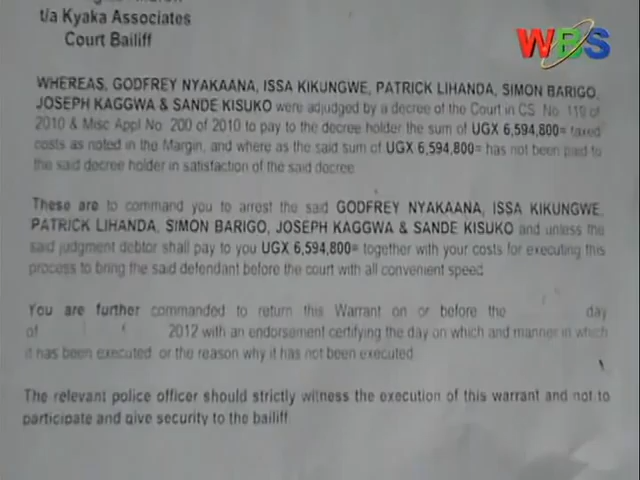 t/a Kyaka Associates
Court Bailiff
WBS
WHEREAS, GODFREY NYAKAANA, ISSA KIKUNGWE, PATRICK LIHANDA, SIMON BARIGO,
JOSEPH KAGGWA & SANDE KISUKO were adjudged by a decree of the Court in CS. No. 110 of
2010 & Misc Appl No. 200 of 2010 to pay to the decree holder the sum of UGX 6,594,800= taxed
costs as noted in the Margin, and where as the said sum of UGX 6,594,800= has not been paid to
the said decree holder in satisfaction of the said decree
These are to command you to arrest the said GODFREY NYAKAANA, ISSA KIKUNGWE,
PATRICK LIHANDA, SIMON BARIGO, JOSEPH KAGGWA & SANDE KISUKO and unless the
said judgment debtor shall pay to you UGX 6,594,800= together with your costs for executing this
process to bring the said defendant before the court with all convenient speed
You are further commanded to return this Warrant on or before the day
of 2012 with an endorsement certifying the day on which and manner in which
it has been executed or the reason why it has not been executed
The relevant police officer should strictly witness the execution of this warrant and not to
participate and give security to the bailiff